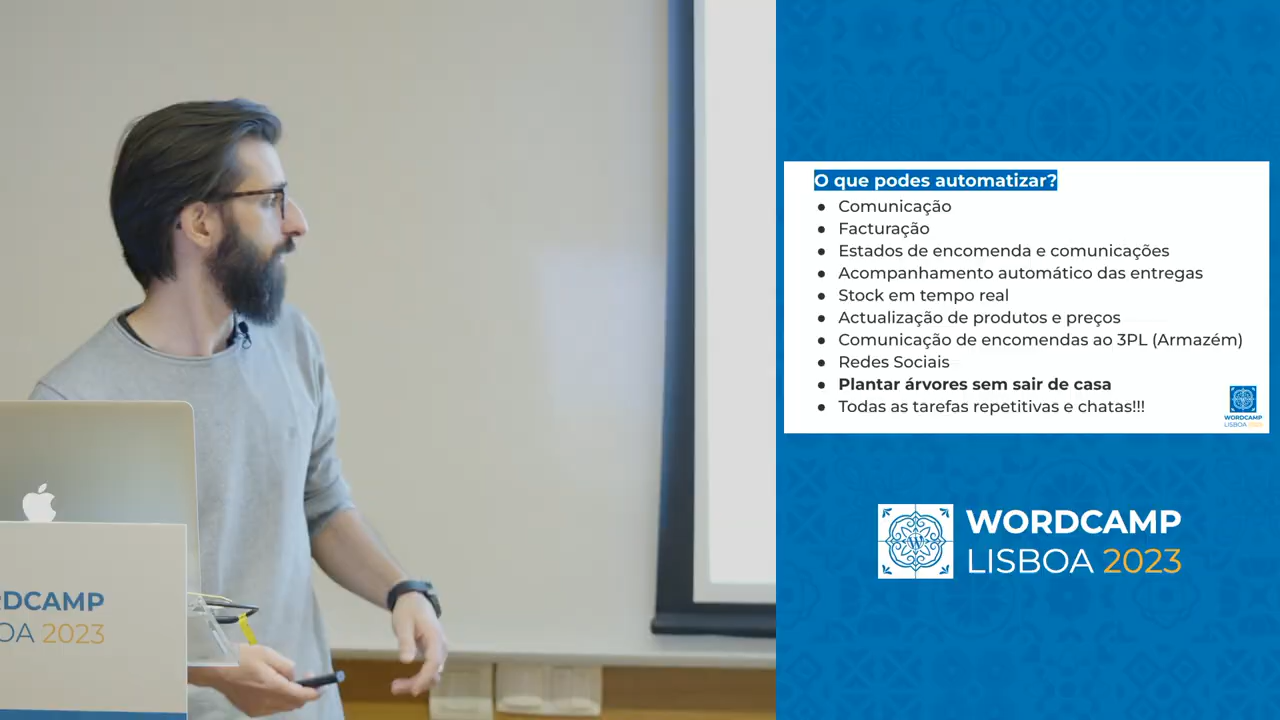 O que podes automatizar?
● Comunicação
● Facturação
● Estados de encomenda e comunicações
● Acompanhamento automático das entregas
● Stock em tempo real
● Actualização de produtos e preços
● Comunicação de encomendas ao 3PL (Armazém)
● Redes Sociais
● Plantar árvores sem sair de casa
● Todas as tarefas repetitivas e chatas!!!
WORDCAMP
LISBOA 2023
W
WORDCAMP
LISBOA 2023
RDCAMP
OA 2023